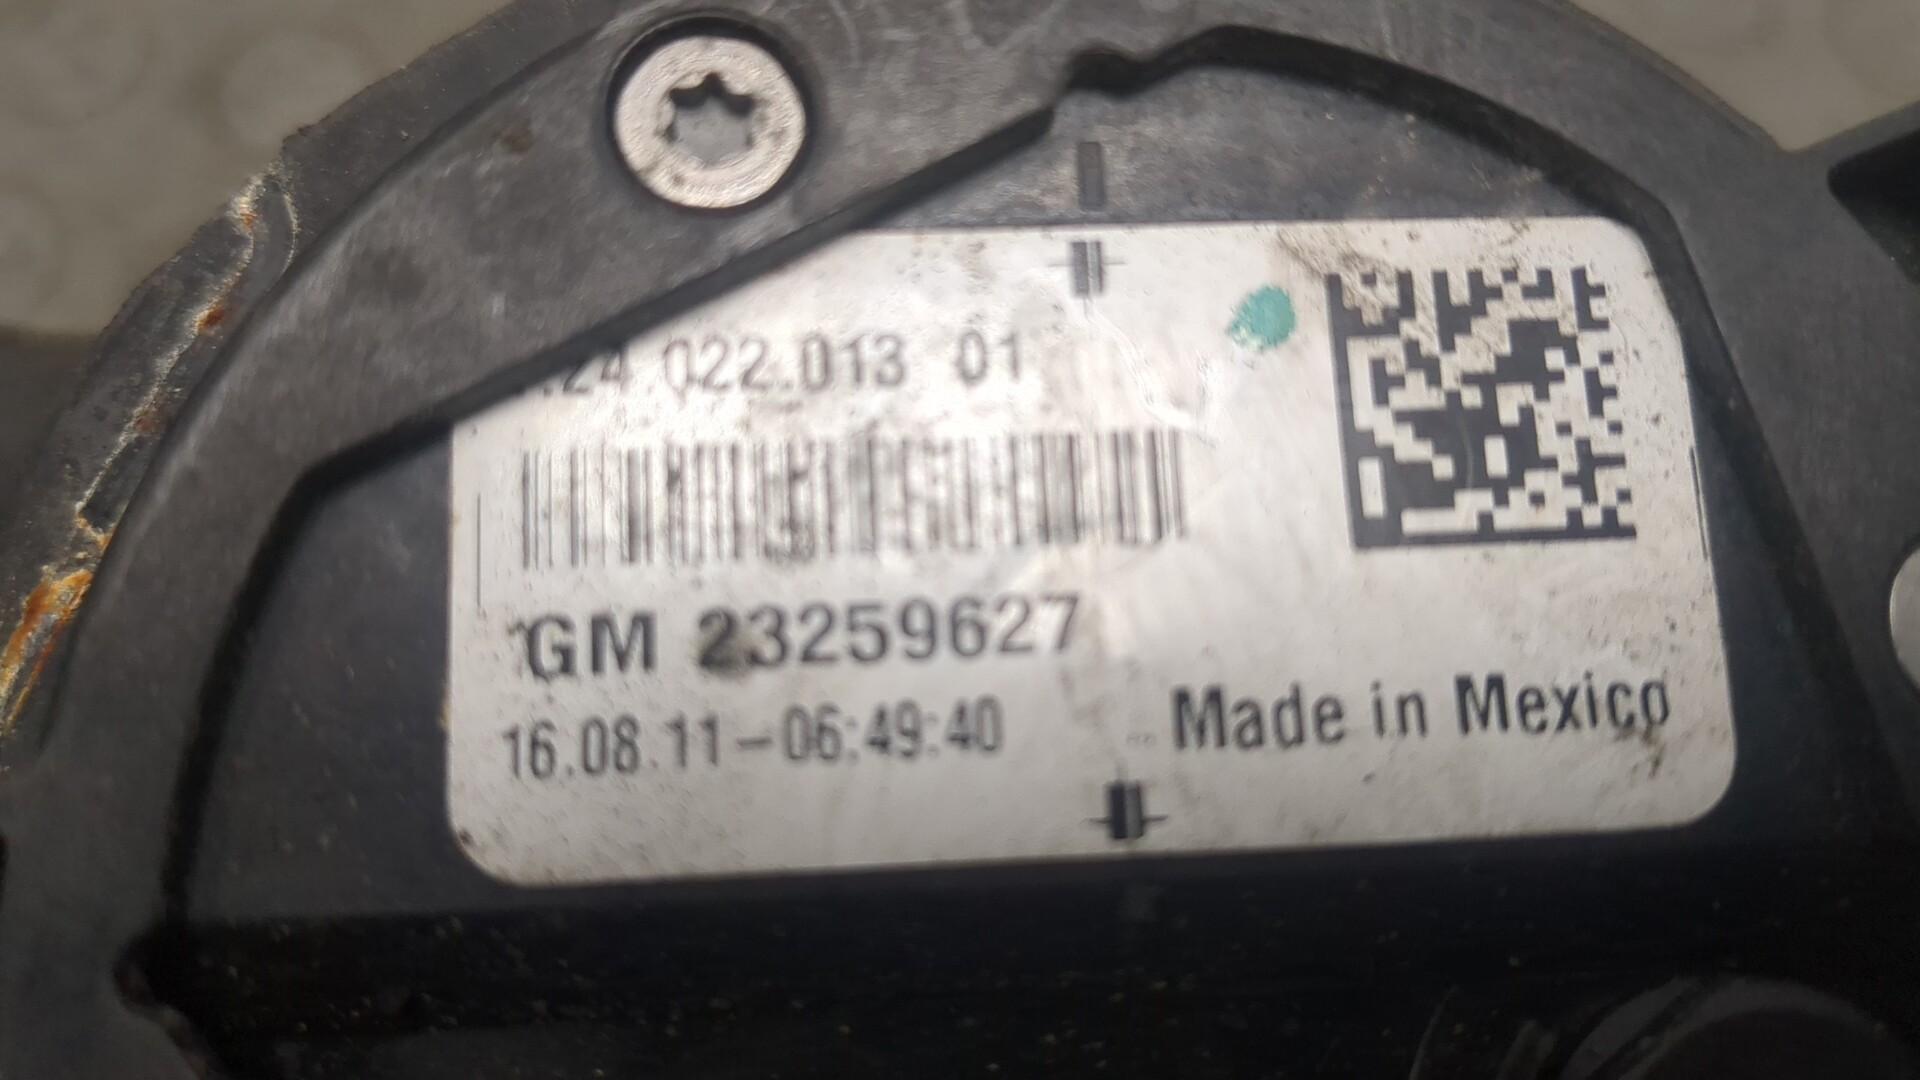 .24.022.013 01
GM 23259627
16.08.11-06:49:40
Made in Mexico